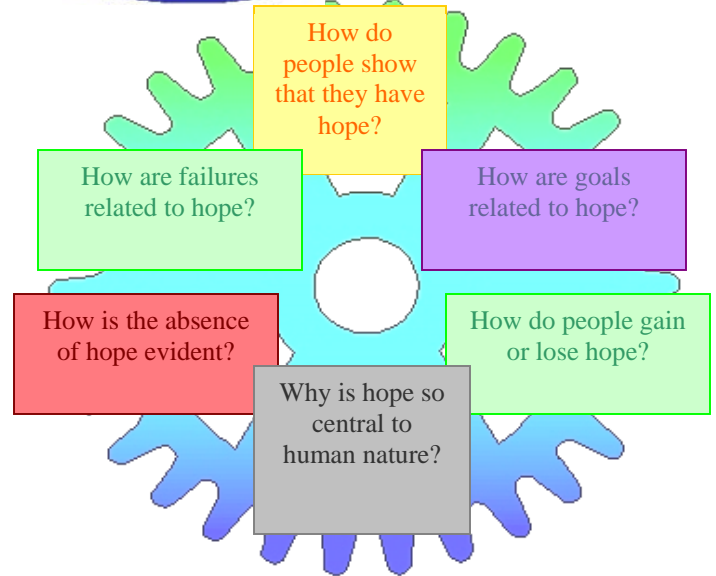 How do
people show
that they have
hope?
How are failures
related to hope?
How are goals
related to hope?
How is the absence
of hope evident?
How do people gain
or lose hope?
Why is hope so
central to
human nature?